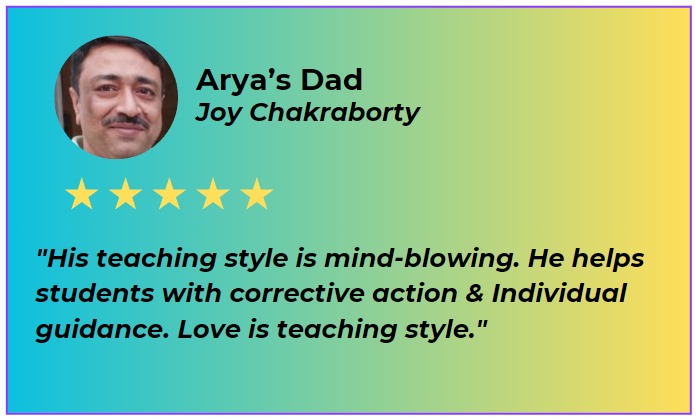 Arya’s Dad
Joy Chakraborty
"His teaching style is mind-blowing. He helps
students with corrective action & Individual
guidance. Love is teaching style."